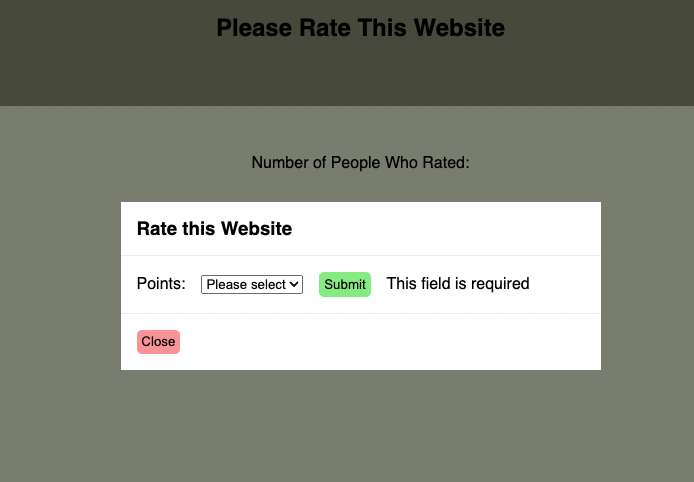 Please Rate This Website
Number of People Who Rated:
Rate this Website
Points: Please select Submit This field is required
Close